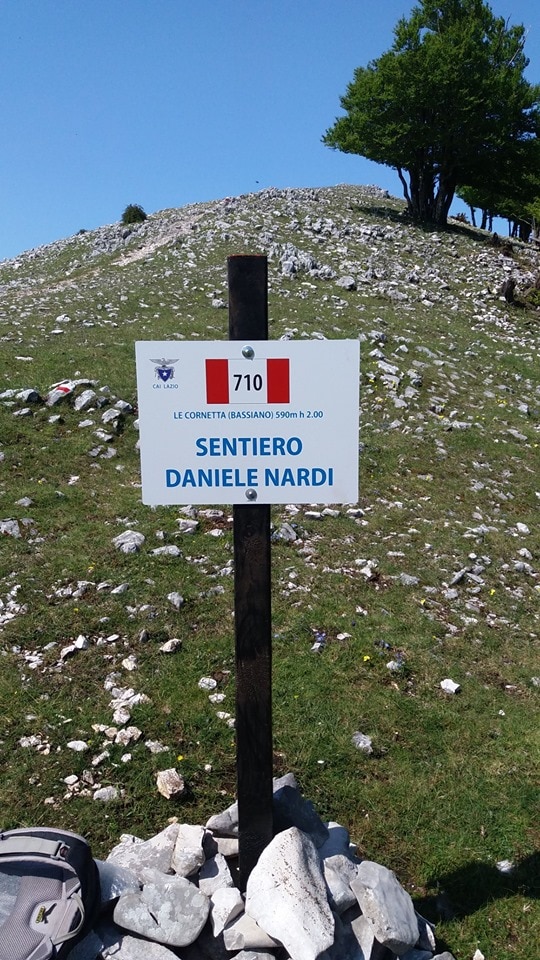 CAI LAZIO
710
LE CORNETTA (BASSIANO) 590m h 2.00
SENTIERO
DANIELE NARDI